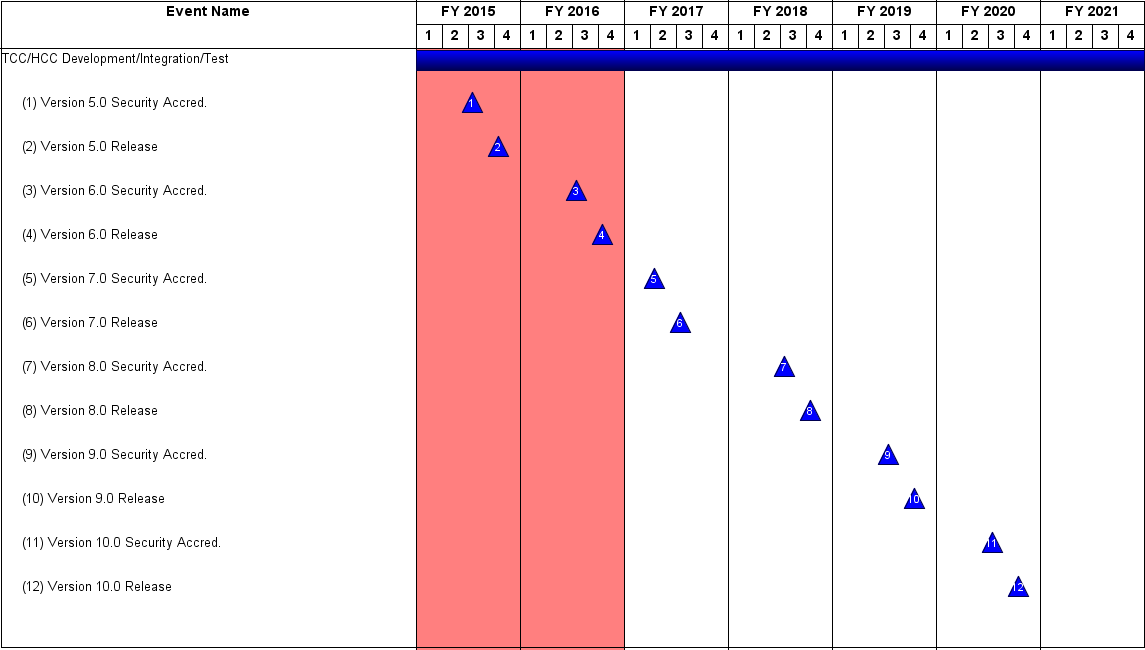 Event Name FY 2015 FY 2016 FY 2017 FY 2018 FY 2019 FY 2020 FY 2021
1 2 3 4 1 2 3 4 1 2 3 4 1 2 3 4 1 2 3 4 1 2 3 4 1 2 3 4
TCC/HCC Development/Integration/Test
(1) Version 5.0 Security Accred. 1
(2) Version 5.0 Release 2
(3) Version 6.0 Security Accred. 3
(4) Version 6.0 Release 4
(5) Version 7.0 Security Accred. 5
(6) Version 7.0 Release 6
(7) Version 8.0 Security Accred. 7
(8) Version 8.0 Release 8
(9) Version 9.0 Security Accred. 9
(10) Version 9.0 Release 10
(11) Version 10.0 Security Accred. 11
(12) Version 10.0 Release 12